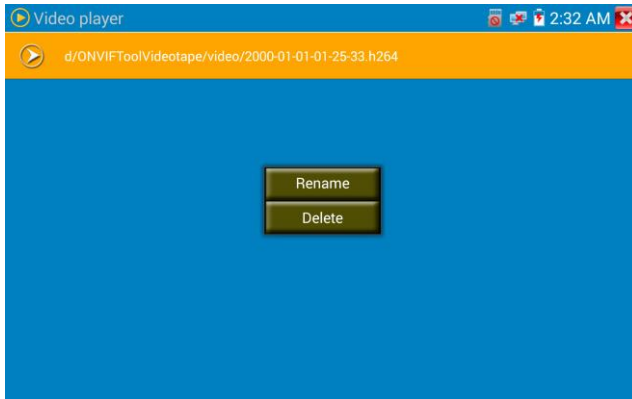 Video player
2:32 AM
d/ONVIFToolVideotape/video/2000-01-01-01-25-33.h264
Rename
Delete